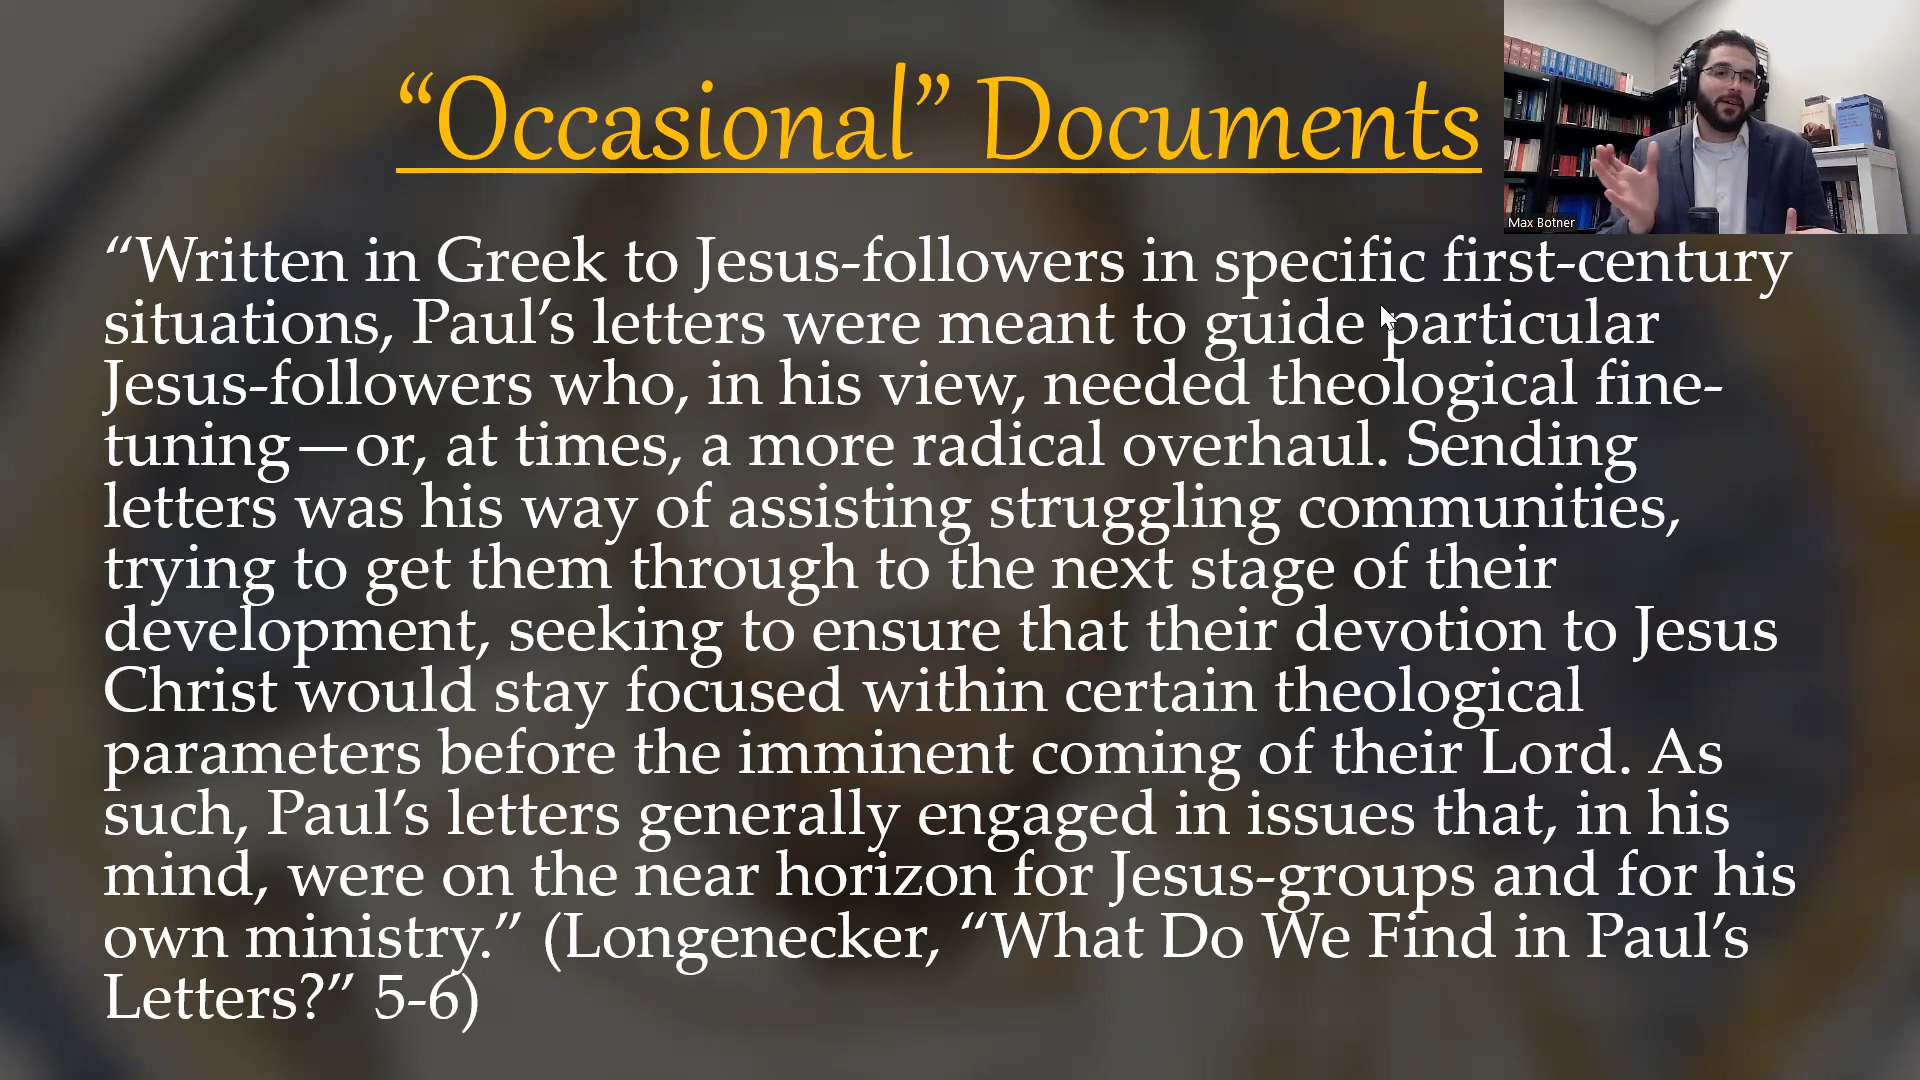 “Occasional” Documents
Max Botner
“Written in Greek to Jesus-followers in specific first-century
situations, Paul’s letters were meant to guide particular
Jesus-followers who, in his view, needed theological fine-
tuning—or, at times, a more radical overhaul. Sending
letters was his way of assisting struggling communities,
trying to get them through to the next stage of their
development, seeking to ensure that their devotion to Jesus
Christ would stay focused within certain theological
parameters before the imminent coming of their Lord. As
such, Paul’s letters generally engaged in issues that, in his
mind, were on the near horizon for Jesus-groups and for his
own ministry.” (Longenecker, “What Do We Find in Paul’s
Letters?” 5-6)